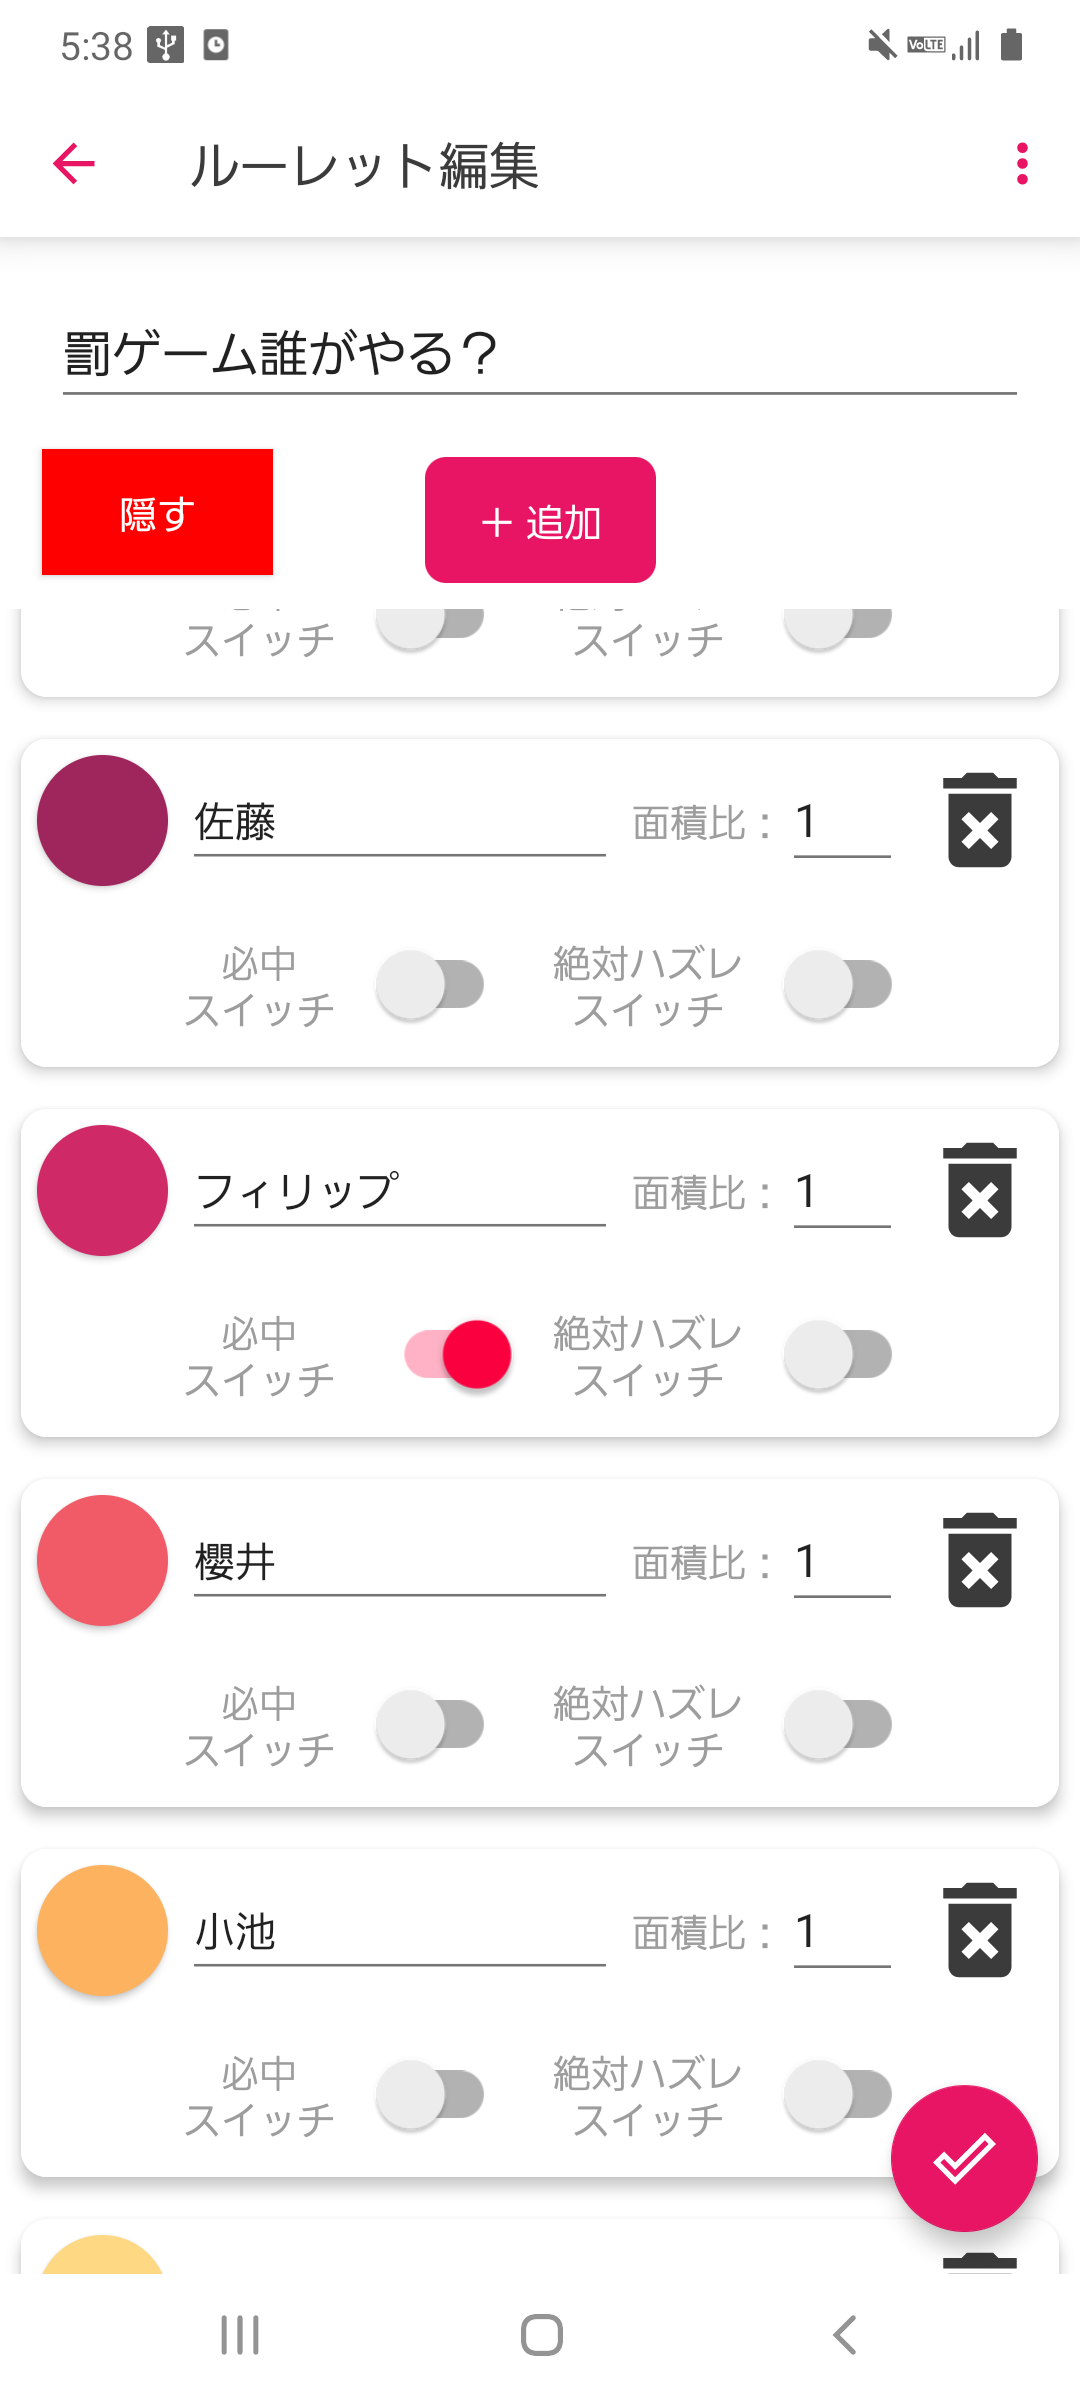 5:38
VoLTE
ルーレット編集
罰ゲーム誰がやる？
隠す
＋ 追加
スイッチ
スイッチ
佐藤
面積比： 1
必中
スイッチ
絶対ハズレ
スイッチ
フィリップ
面積比： 1
必中
スイッチ
絶対ハズレ
スイッチ
櫻井
面積比： 1
必中
スイッチ
絶対ハズレ
スイッチ
小池
面積比： 1
必中
スイッチ
絶対ハズレ
スイッチ